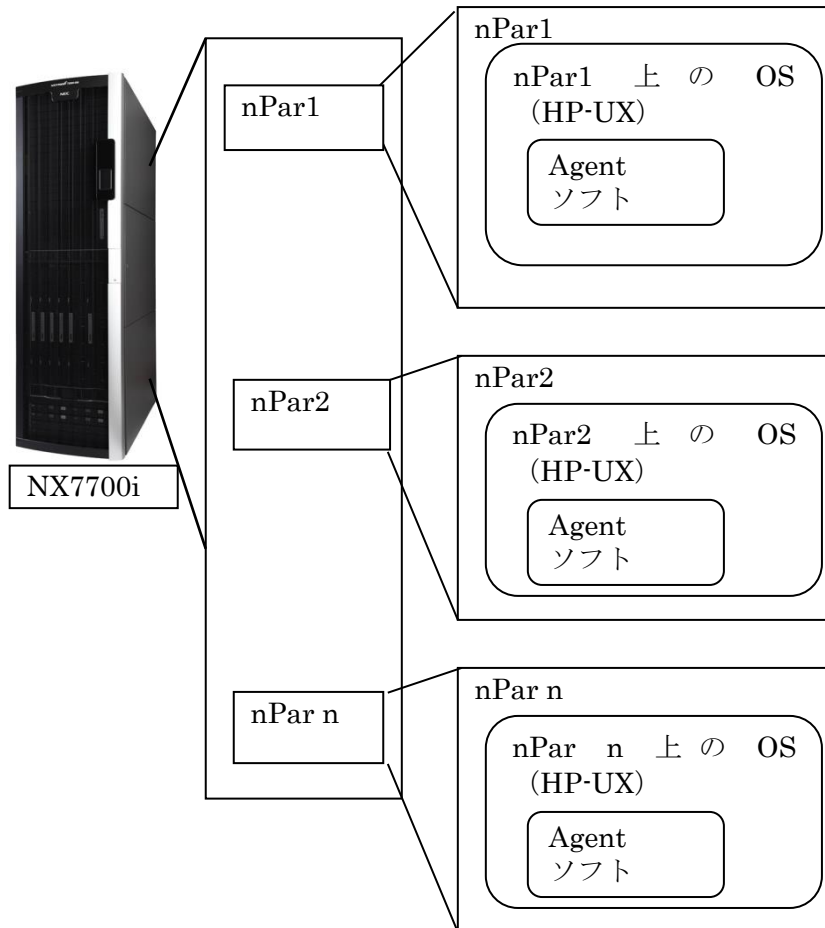 nPar1
nPar1 上 の OS
(HP-UX)
Agent
ソフト
nPar1
nPar2
nPar2 上 の OS
(HP-UX)
Agent
ソフト
nPar2
NX7700i
nPar n
nPar n 上 の OS
(HP-UX)
Agent
ソフト
nPar n